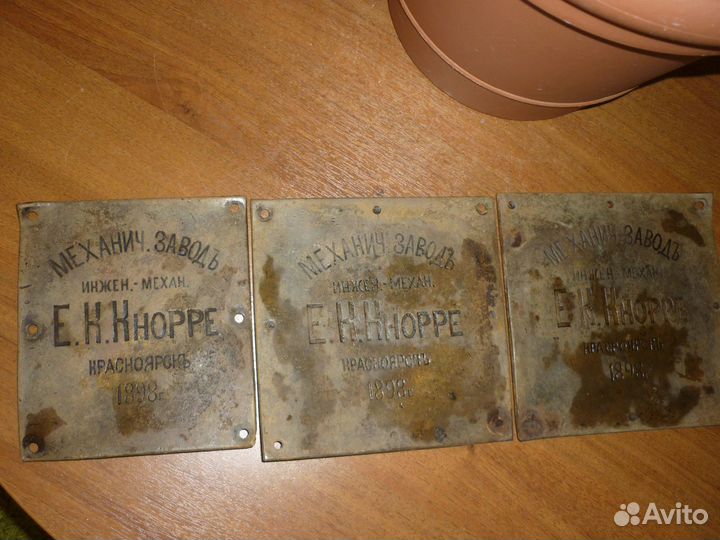 МЕХАНИЧ. ЗАВОДЪ
ИНЖЕН.-МЕХАН.
Е.К.КНОРРЕ
КРАСНОЯРСКЪ
1898г.
МЕХАНИЧ. ЗАВОДЪ
ИНЖЕН.-МЕХАН.
Е.К.КНОРРЕ
КРАСНОЯРСКЪ
1898г.
МЕХАНИЧ. ЗАВОДЪ
ИНЖЕН.-МЕХАН.
Е.К.КНОРРЕ
КРАСНОЯРСКЪ
1898г.
Avito